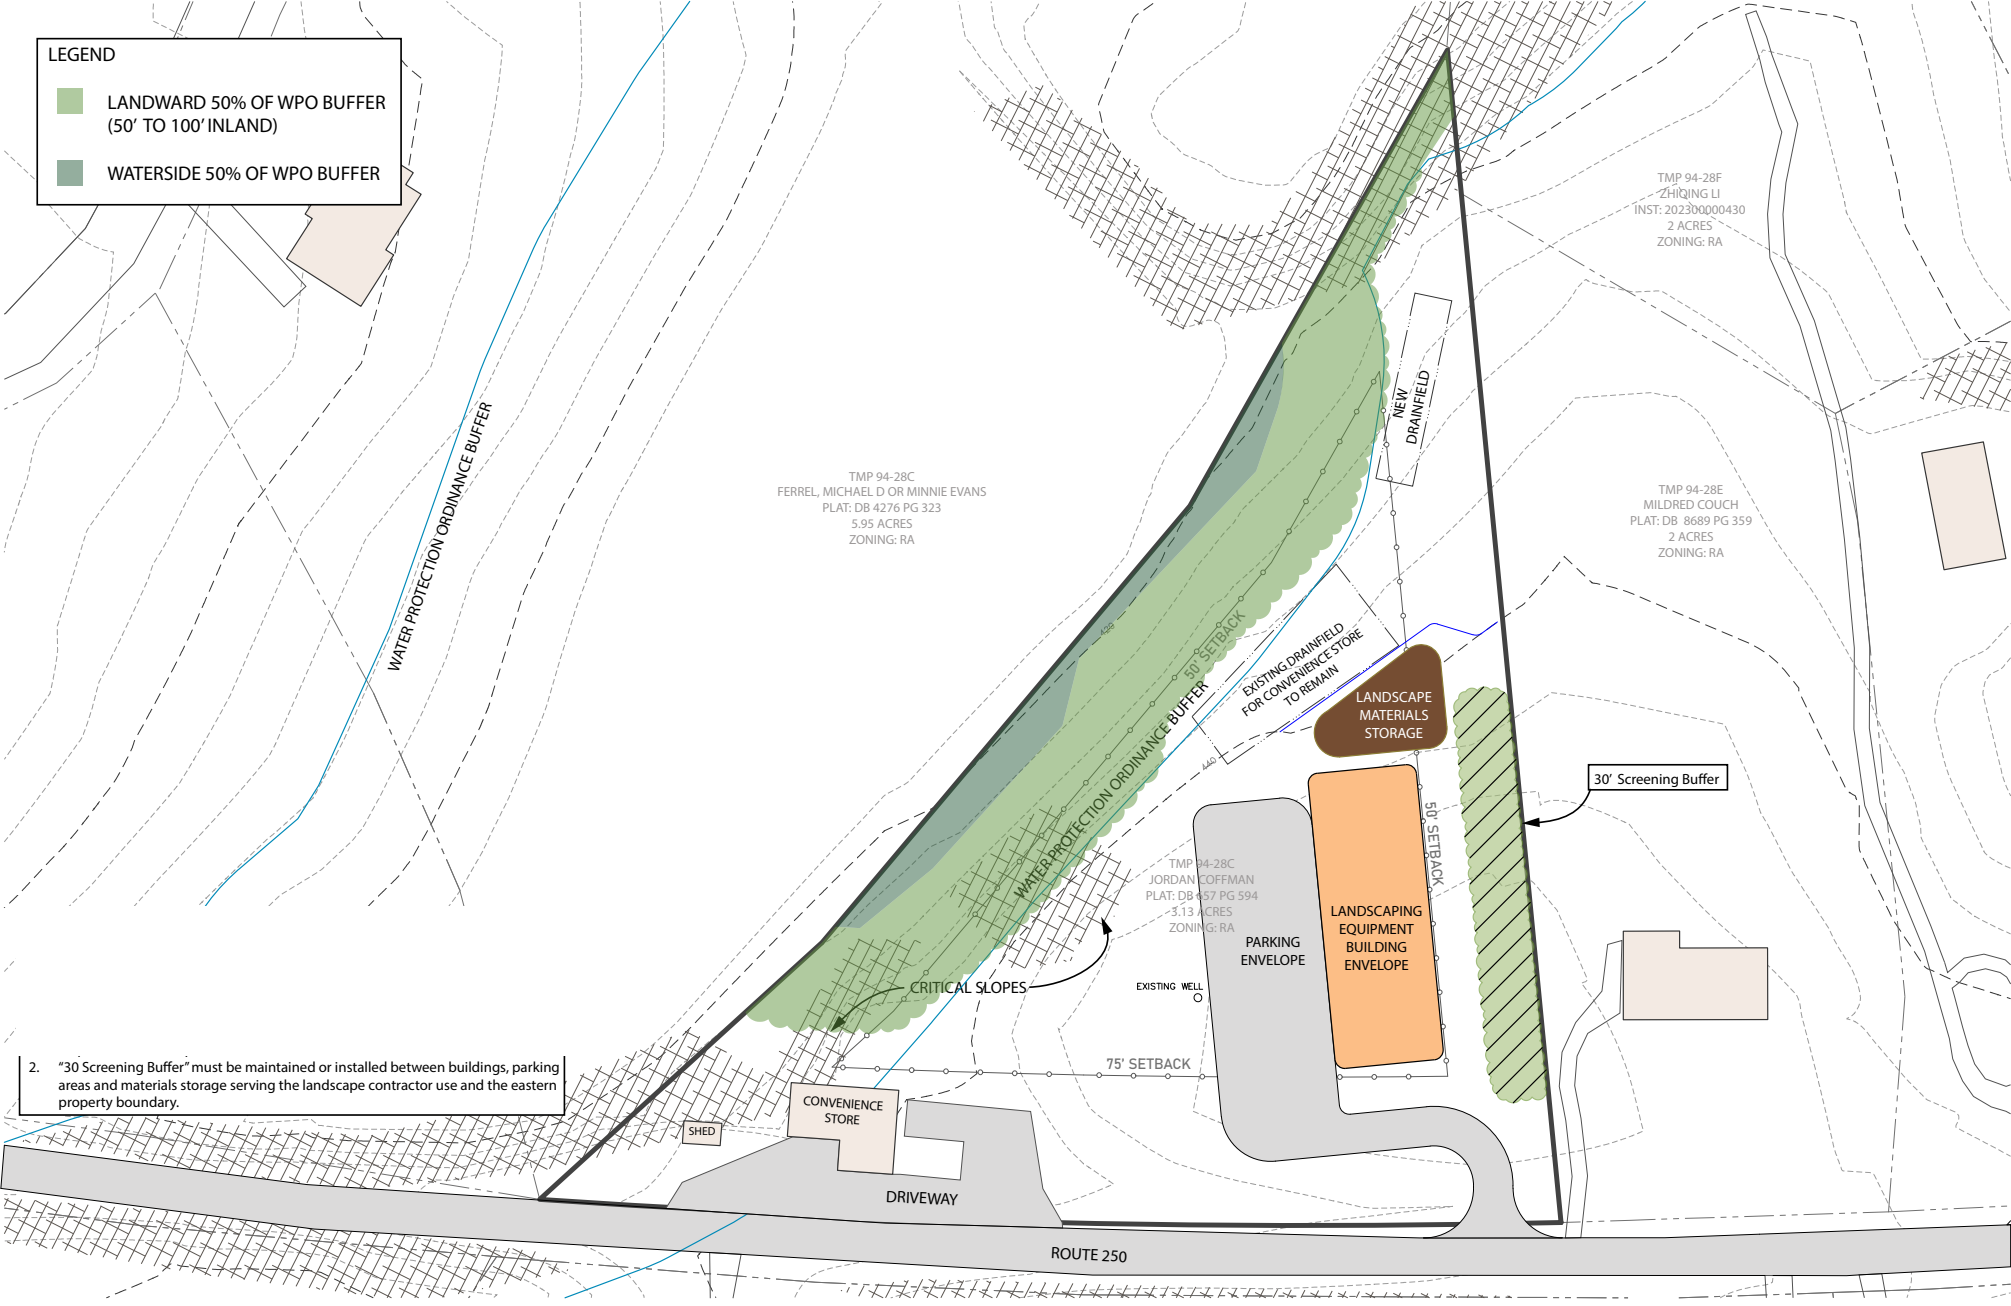 LEGEND
LANDWARD 50% OF WPO BUFFER
(50' TO 100' INLAND)
WATERSIDE 50% OF WPO BUFFER
WATER PROTECTION ORDINANCE BUFFER
TMP 94-28C
FERREL, MICHAEL D OR MINNIE EVANS
PLAT: DB 4276 PG 323
5.95 ACRES
ZONING: RA
TMP 94-28F
ZHIQING LI
INST: 202300000430
2 ACRES
ZONING: RA
NEW
DRAINFIELD
TMP 94-28E
MILDRED COUCH
PLAT: DB 8689 PG 359
2 ACRES
ZONING: RA
420
50' SETBACK
EXISTING DRAINFIELD
FOR CONVENIENCE STORE
TO REMAIN
WATER PROTECTION ORDINANCE BUFFER
440
LANDSCAPE
MATERIALS
STORAGE
30' Screening Buffer
50' SETBACK
TMP 94-28C
JORDAN COFFMAN
PLAT: DB 657 PG 594
3.13 ACRES
ZONING: RA
PARKING
ENVELOPE
LANDSCAPING
EQUIPMENT
BUILDING
ENVELOPE
EXISTING WELL
CRITICAL SLOPES
75' SETBACK
2. "30 Screening Buffer" must be maintained or installed between buildings, parking
areas and materials storage serving the landscape contractor use and the eastern
property boundary.
CONVENIENCE
STORE
SHED
DRIVEWAY
ROUTE 250